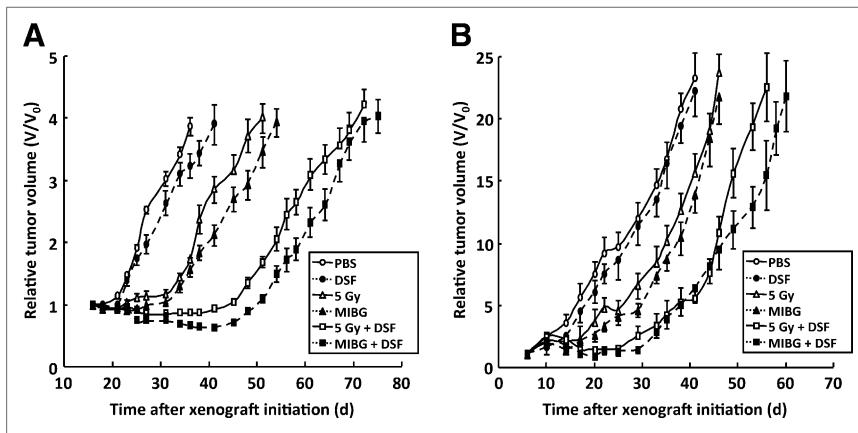 A
Relative tumor volume (V/V0)
5
4
3
2
1
0
10 20 30 40 50 60 70 80
Time after xenograft initiation (d)
PBS
DSF
5 Gy
MIBG
5 Gy + DSF
MIBG + DSF
B
Relative tumor volume (V/V0)
25
20
15
10
5
0
0 10 20 30 40 50 60 70
Time after xenograft initiation (d)
PBS
DSF
5 Gy
MIBG
5 Gy + DSF
MIBG + DSF